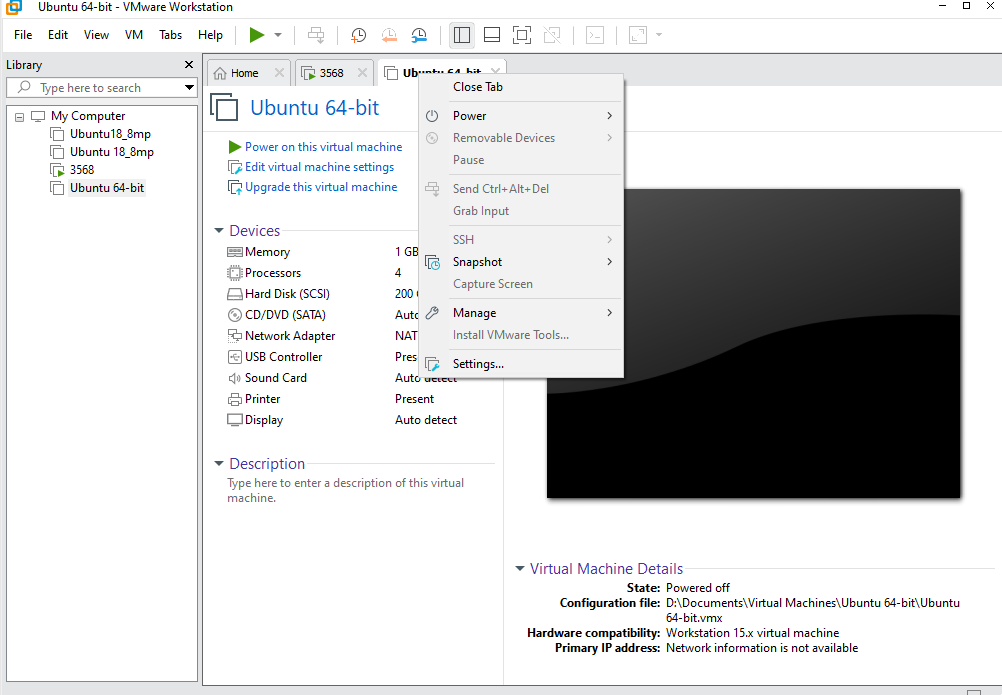 Ubuntu 64-bit - VMware Workstation
File Edit View VM Tabs Help
Library
Type here to search
My Computer
Ubuntu18_8mp
Ubuntu 18_8mp
3568
Ubuntu 64-bit
Home
3568
Ubuntu 64-bit
Ubuntu 64-bit
Power on this virtual machine
Edit virtual machine settings
Upgrade this virtual machine
Devices
Memory 1 GB
Processors 4
Hard Disk (SCSI) 200
CD/DVD (SATA) Auto
Network Adapter NAT
USB Controller Pres
Sound Card Auto detect
Printer Present
Display Auto detect
Description
Type here to enter a description of this virtual
machine.
Close Tab
Power
Removable Devices
Pause
Send Ctrl+Alt+Del
Grab Input
SSH
Snapshot
Capture Screen
Manage
Install VMware Tools...
Settings...
Virtual Machine Details
State: Powered off
Configuration file: D:\Documents\Virtual Machines\Ubuntu 64-bit\Ubuntu
64-bit.vmx
Hardware compatibility: Workstation 15.x virtual machine
Primary IP address: Network information is not available